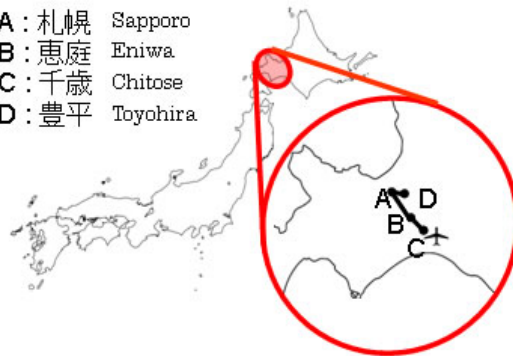 A : 札幌 Sapporo
B : 恵庭 Eniwa
C : 千歳 Chitose
D : 豊平 Toyohira
A
D
B
C